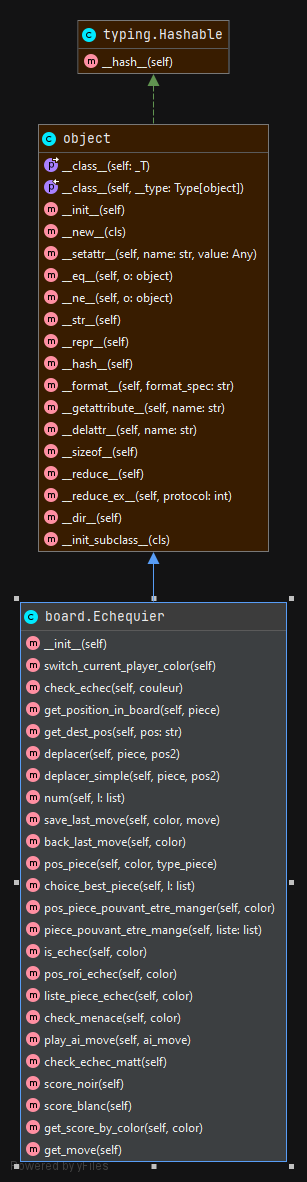 typing.Hashable
__hash__(self)
object
__class__(self: _T)
__class__(self, __type: Type[object])
__init__(self)
__new__(cls)
__setattr__(self, name: str, value: Any)
__eq__(self, o: object)
__ne__(self, o: object)
__str__(self)
__repr__(self)
__hash__(self)
__format__(self, format_spec: str)
__getattribute__(self, name: str)
__delattr__(self, name: str)
__sizeof__(self)
__reduce__(self)
__reduce_ex__(self, protocol: int)
__dir__(self)
__init_subclass__(cls)
board.Echequier
__init__(self)
switch_current_player_color(self)
check_echec(self, couleur)
get_position_in_board(self, piece)
get_dest_pos(self, pos: str)
deplacer(self, piece, pos2)
deplacer_simple(self, piece, pos2)
num(self, l: list)
save_last_move(self, color, move)
back_last_move(self, color)
pos_piece(self, color, type_piece)
choice_best_piece(self, l: list)
pos_piece_pouvant_etre_manger(self, color)
piece_pouvant_etre_mange(self, liste: list)
is_echec(self, color)
pos_roi_echec(self, color)
liste_piece_echec(self, color)
check_menace(self, color)
play_ai_move(self, ai_move)
check_echec_matt(self)
score_noir(self)
score_blanc(self)
get_score_by_color(self, color)
get_move(self)
Powered by yFiles